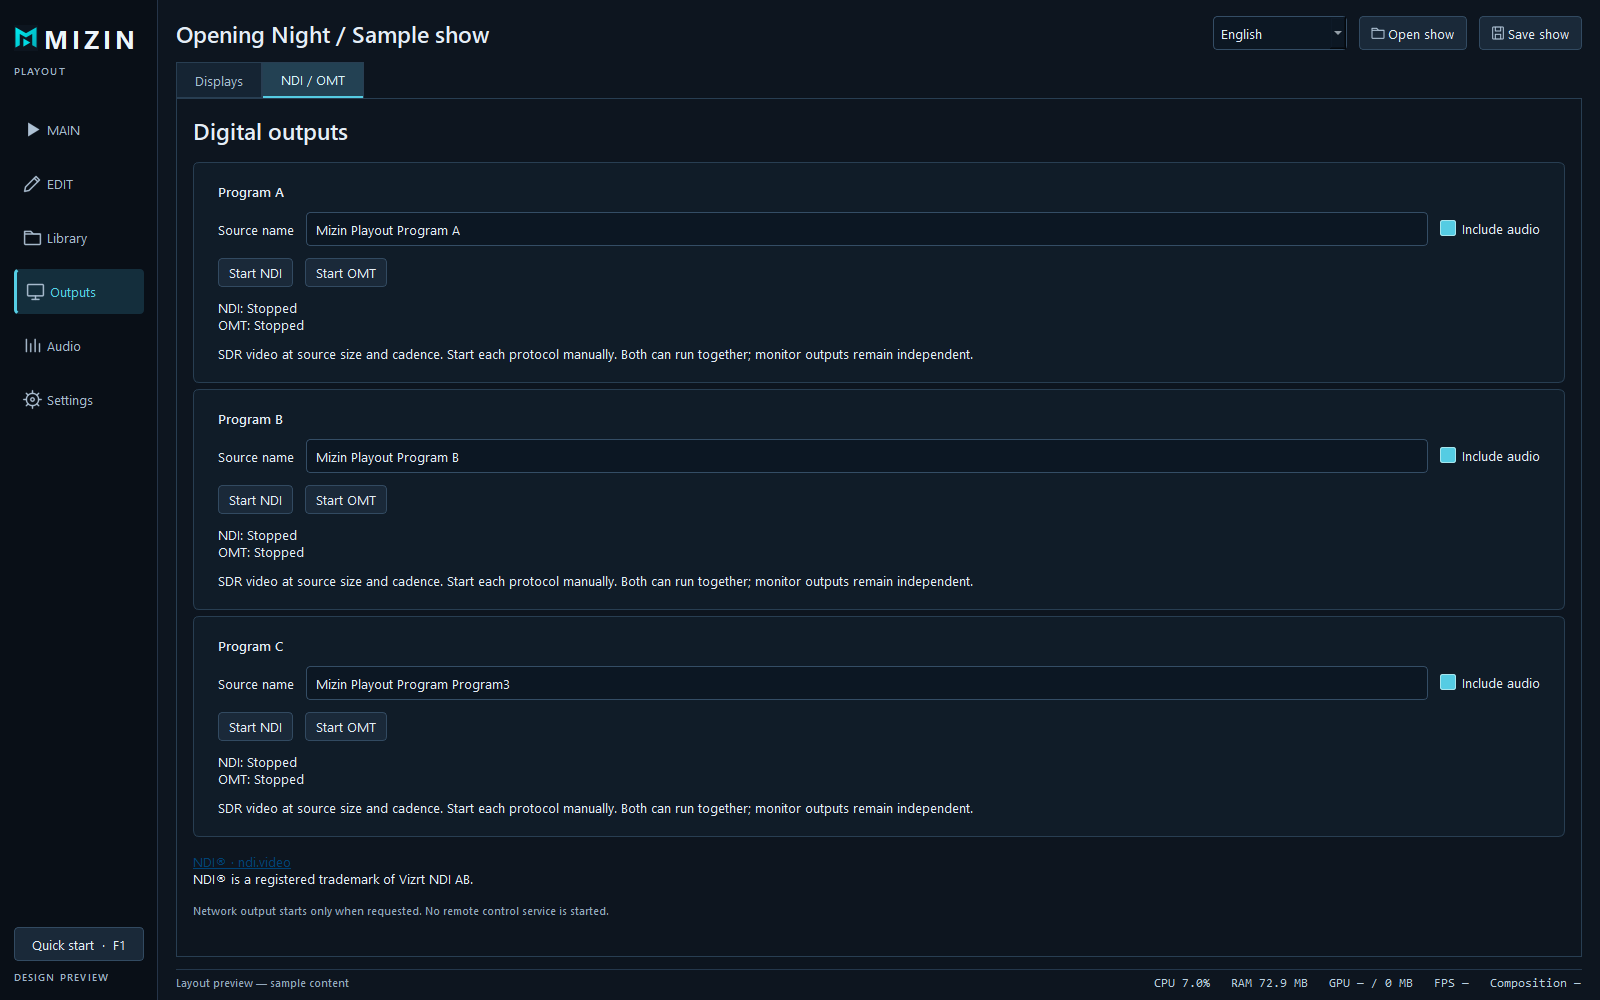 MIZIN
PLAYOUT
MAIN
EDIT
Library
Outputs
Audio
Settings
Quick start · F1
DESIGN PREVIEW
Opening Night / Sample show
English
Open show
Save show
Displays
NDI / OMT
Digital outputs
Program A
Source name
Mizin Playout Program A
Include audio
Start NDI
Start OMT
NDI: Stopped
OMT: Stopped
SDR video at source size and cadence. Start each protocol manually. Both can run together; monitor outputs remain independent.
Program B
Source name
Mizin Playout Program B
Include audio
Start NDI
Start OMT
NDI: Stopped
OMT: Stopped
SDR video at source size and cadence. Start each protocol manually. Both can run together; monitor outputs remain independent.
Program C
Source name
Mizin Playout Program Program3
Include audio
Start NDI
Start OMT
NDI: Stopped
OMT: Stopped
SDR video at source size and cadence. Start each protocol manually. Both can run together; monitor outputs remain independent.
NDI® · ndi.video
NDI® is a registered trademark of Vizrt NDI AB.
Network output starts only when requested. No remote control service is started.
Layout preview — sample content
CPU 7.0%
RAM 72.9 MB
GPU — / 0 MB
FPS —
Composition —